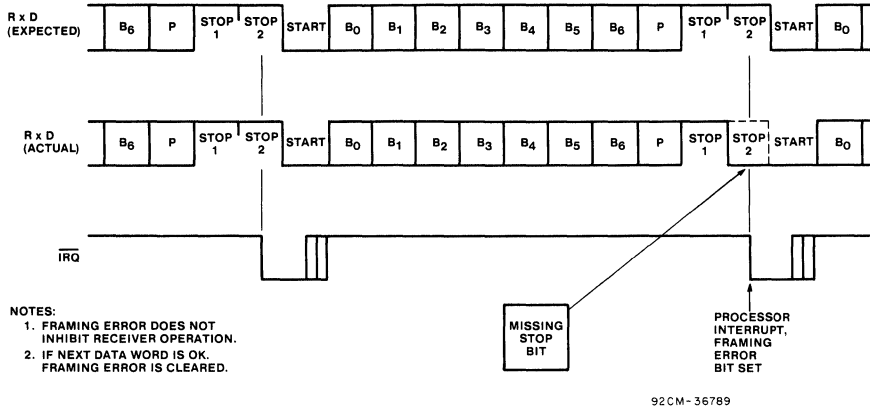 R x D
(EXPECTED)
B6 P STOP 1 STOP 2 START B0 B1 B2 B3 B4 B5 B6 P STOP 1 STOP 2 START B0
R x D
(ACTUAL)
B6 P STOP 1 STOP 2 START B0 B1 B2 B3 B4 B5 B6 P STOP 1 STOP 2 START B0
IRQ
NOTES:
1. FRAMING ERROR DOES NOT
INHIBIT RECEIVER OPERATION.
2. IF NEXT DATA WORD IS OK.
FRAMING ERROR IS CLEARED.
MISSING
STOP
BIT
PROCESSOR
INTERRUPT,
FRAMING
ERROR
BIT SET
92CM-36789